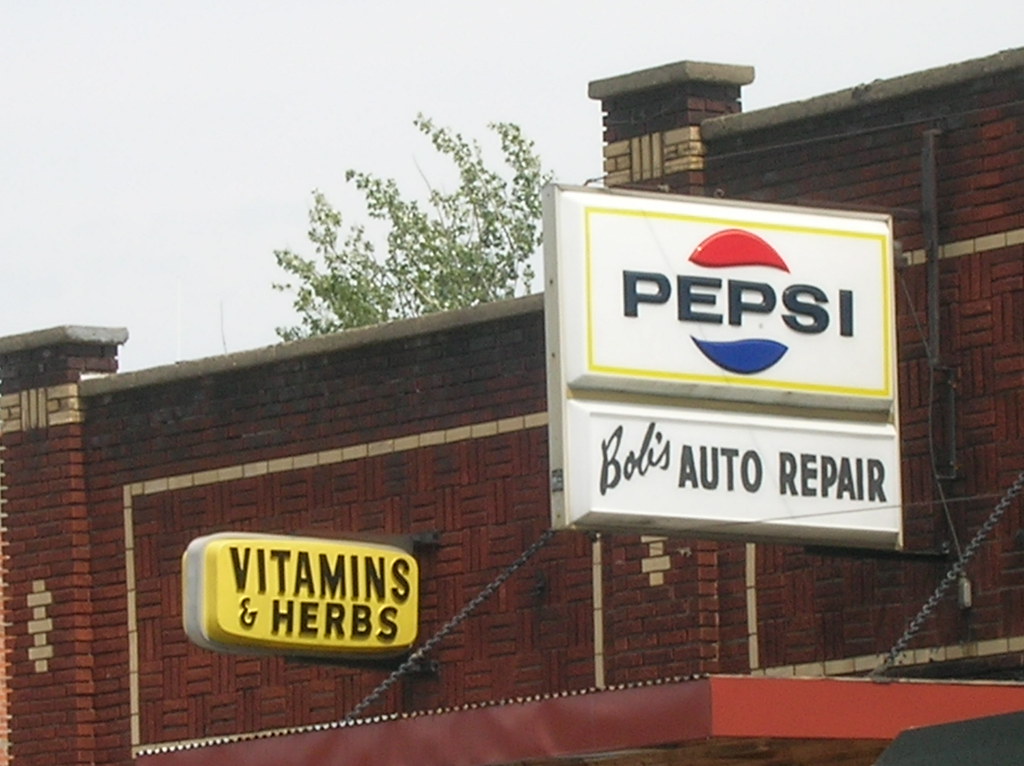 PEPSI
Bob's AUTO REPAIR
VITAMINS
& HERBS